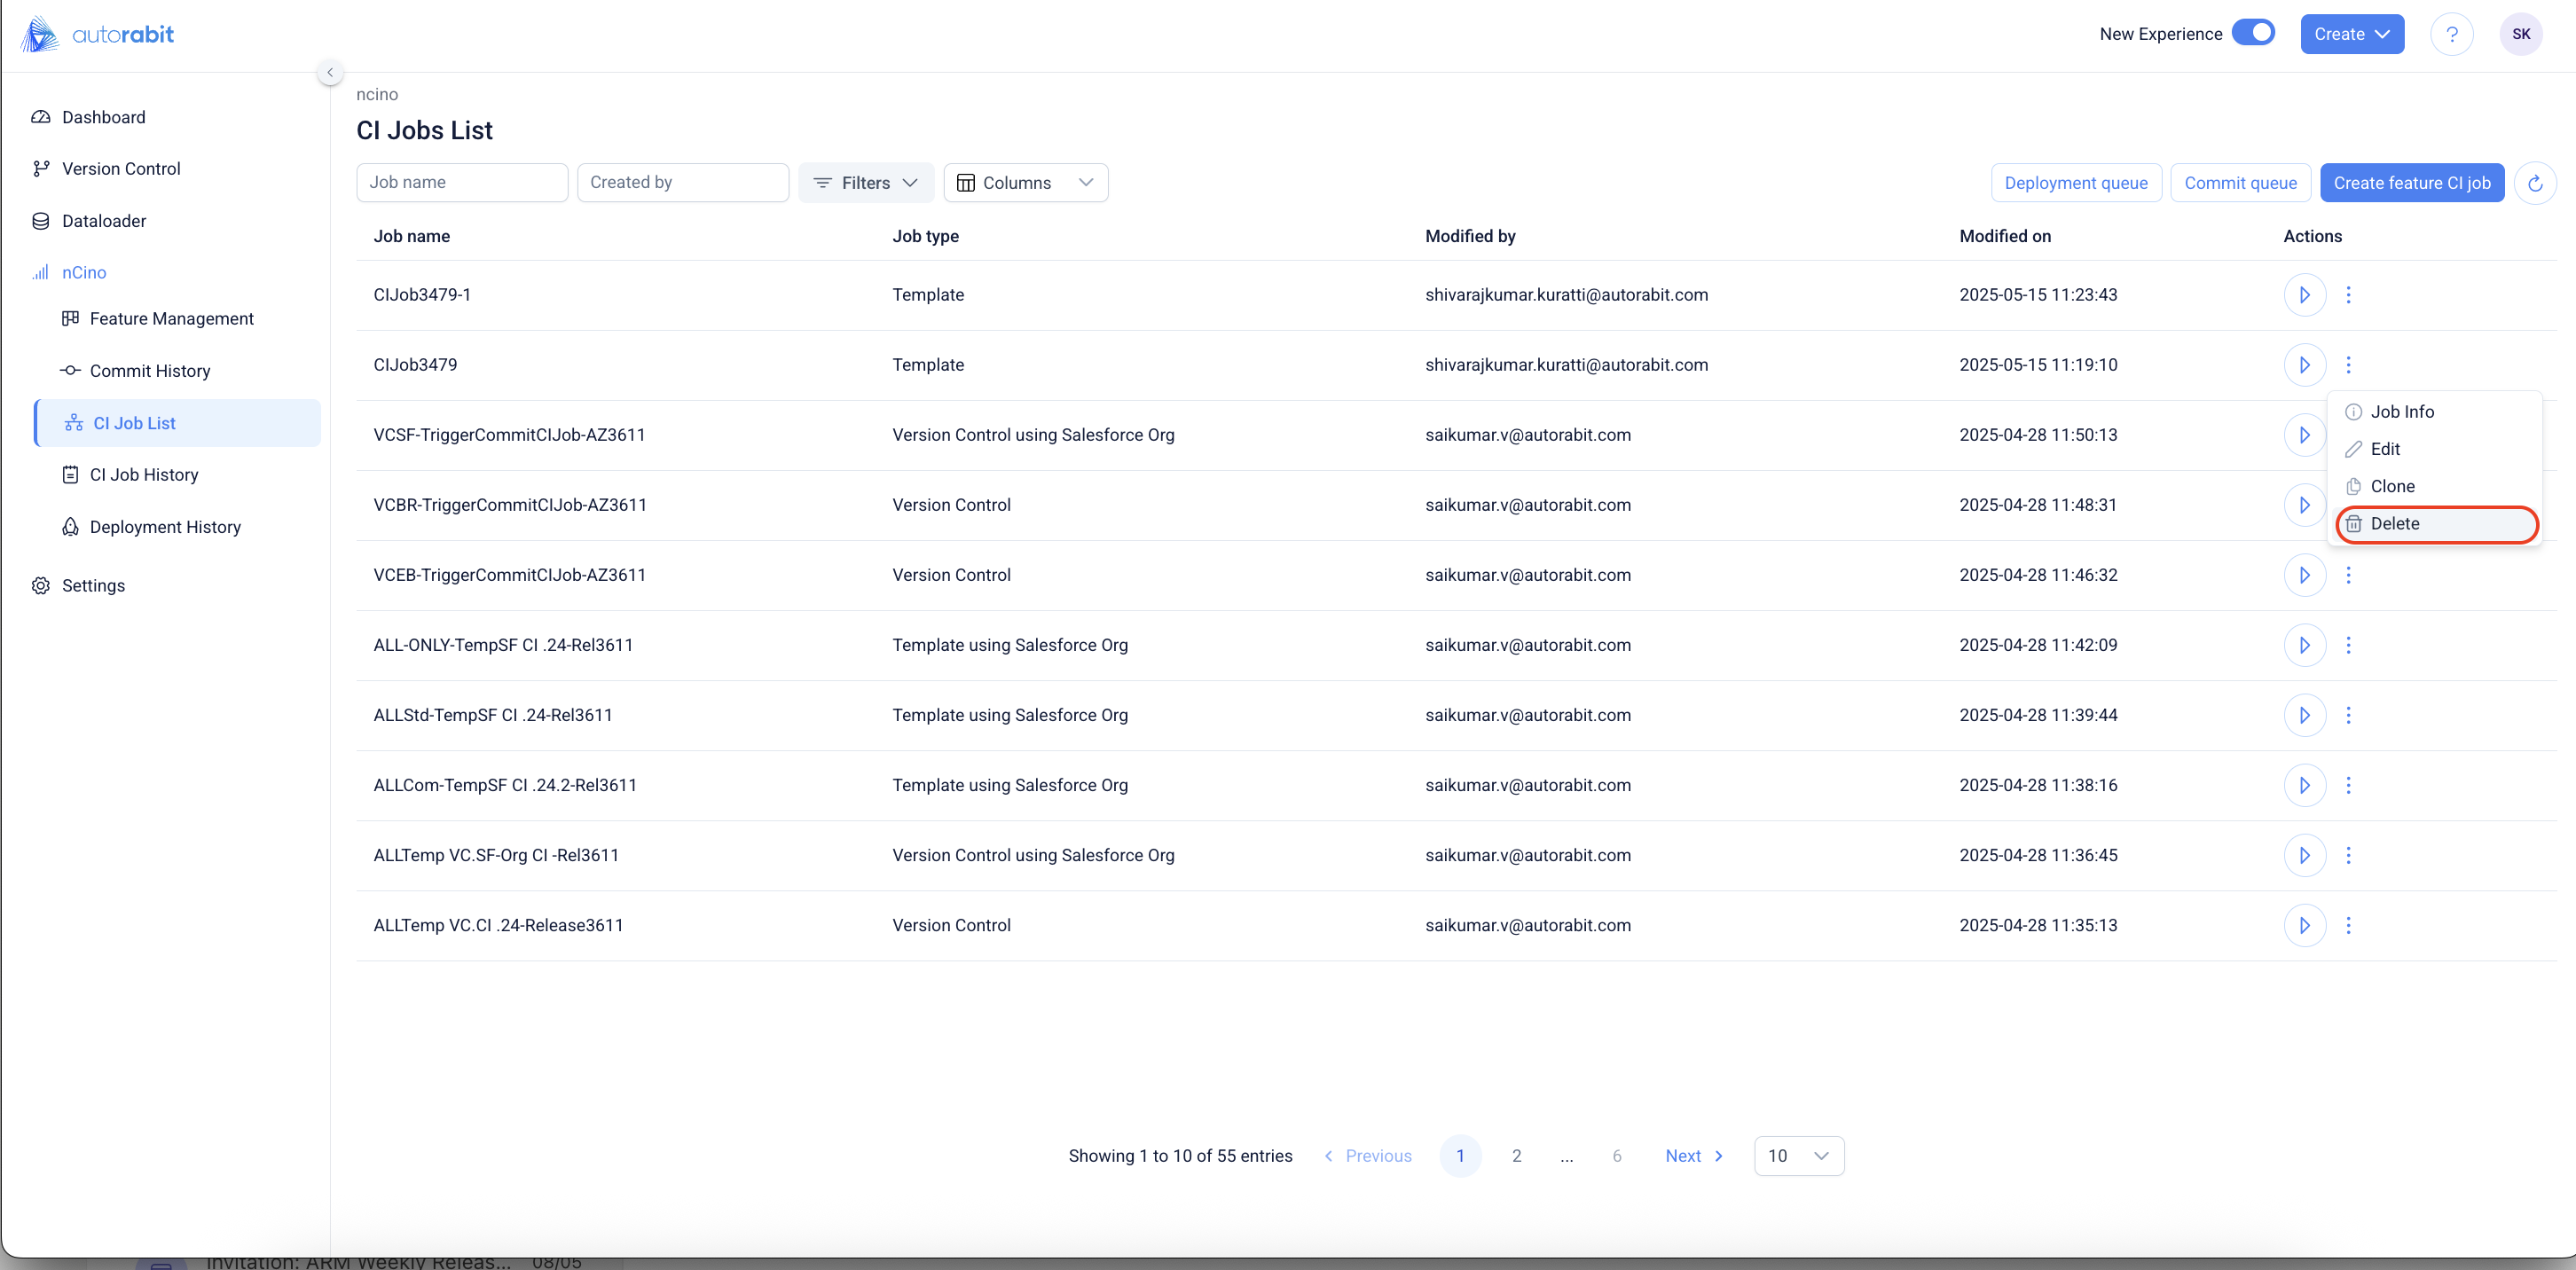 autorabit
New Experience
Create
?
SK
Dashboard
Version Control
Dataloader
nCino
Feature Management
Commit History
CI Job List
CI Job History
Deployment History
Settings
ncino
CI Jobs List
Job name
Created by
Filters
Columns
Deployment queue
Commit queue
Create feature CI job
Job name Job type Modified by Modified on Actions
CIJob3479-1 Template shivarajkumar.kuratti@autorabit.com 2025-05-15 11:23:43
CIJob3479 Template shivarajkumar.kuratti@autorabit.com 2025-05-15 11:19:10
VCSF-TriggerCommitCIJob-AZ3611 Version Control using Salesforce Org saikumar.v@autorabit.com 2025-04-28 11:50:13
VCBR-TriggerCommitCIJob-AZ3611 Version Control saikumar.v@autorabit.com 2025-04-28 11:48:31
VCEB-TriggerCommitCIJob-AZ3611 Version Control saikumar.v@autorabit.com 2025-04-28 11:46:32
ALL-ONLY-TempSF CI .24-Rel3611 Template using Salesforce Org saikumar.v@autorabit.com 2025-04-28 11:42:09
ALLStd-TempSF CI .24-Rel3611 Template using Salesforce Org saikumar.v@autorabit.com 2025-04-28 11:39:44
ALLCom-TempSF CI .24.2-Rel3611 Template using Salesforce Org saikumar.v@autorabit.com 2025-04-28 11:38:16
ALLTemp VC.SF-Org CI -Rel3611 Version Control using Salesforce Org saikumar.v@autorabit.com 2025-04-28 11:36:45
ALLTemp VC.CI .24-Release3611 Version Control saikumar.v@autorabit.com 2025-04-28 11:35:13
Job Info
Edit
Clone
Delete
Showing 1 to 10 of 55 entries Previous 1 2 ... 6 Next 10
Invitation: ARM Weekly Releas... 08/05